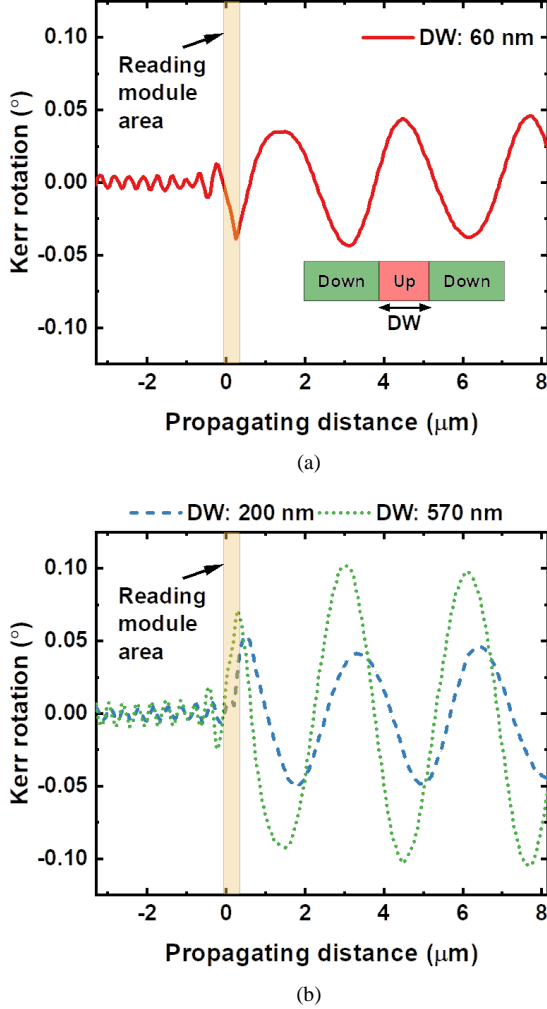 0.10
0.05
0.00
-0.05
-0.10
Kerr rotation (°)
Reading
module
area
DW: 60 nm
Down Up Down
DW
-2 0 2 4 6 8
Propagating distance (μm)
(a)
DW: 200 nm DW: 570 nm
0.10
0.05
0.00
-0.05
-0.10
Kerr rotation (°)
Reading
module
area
-2 0 2 4 6 8
Propagating distance (μm)
(b)